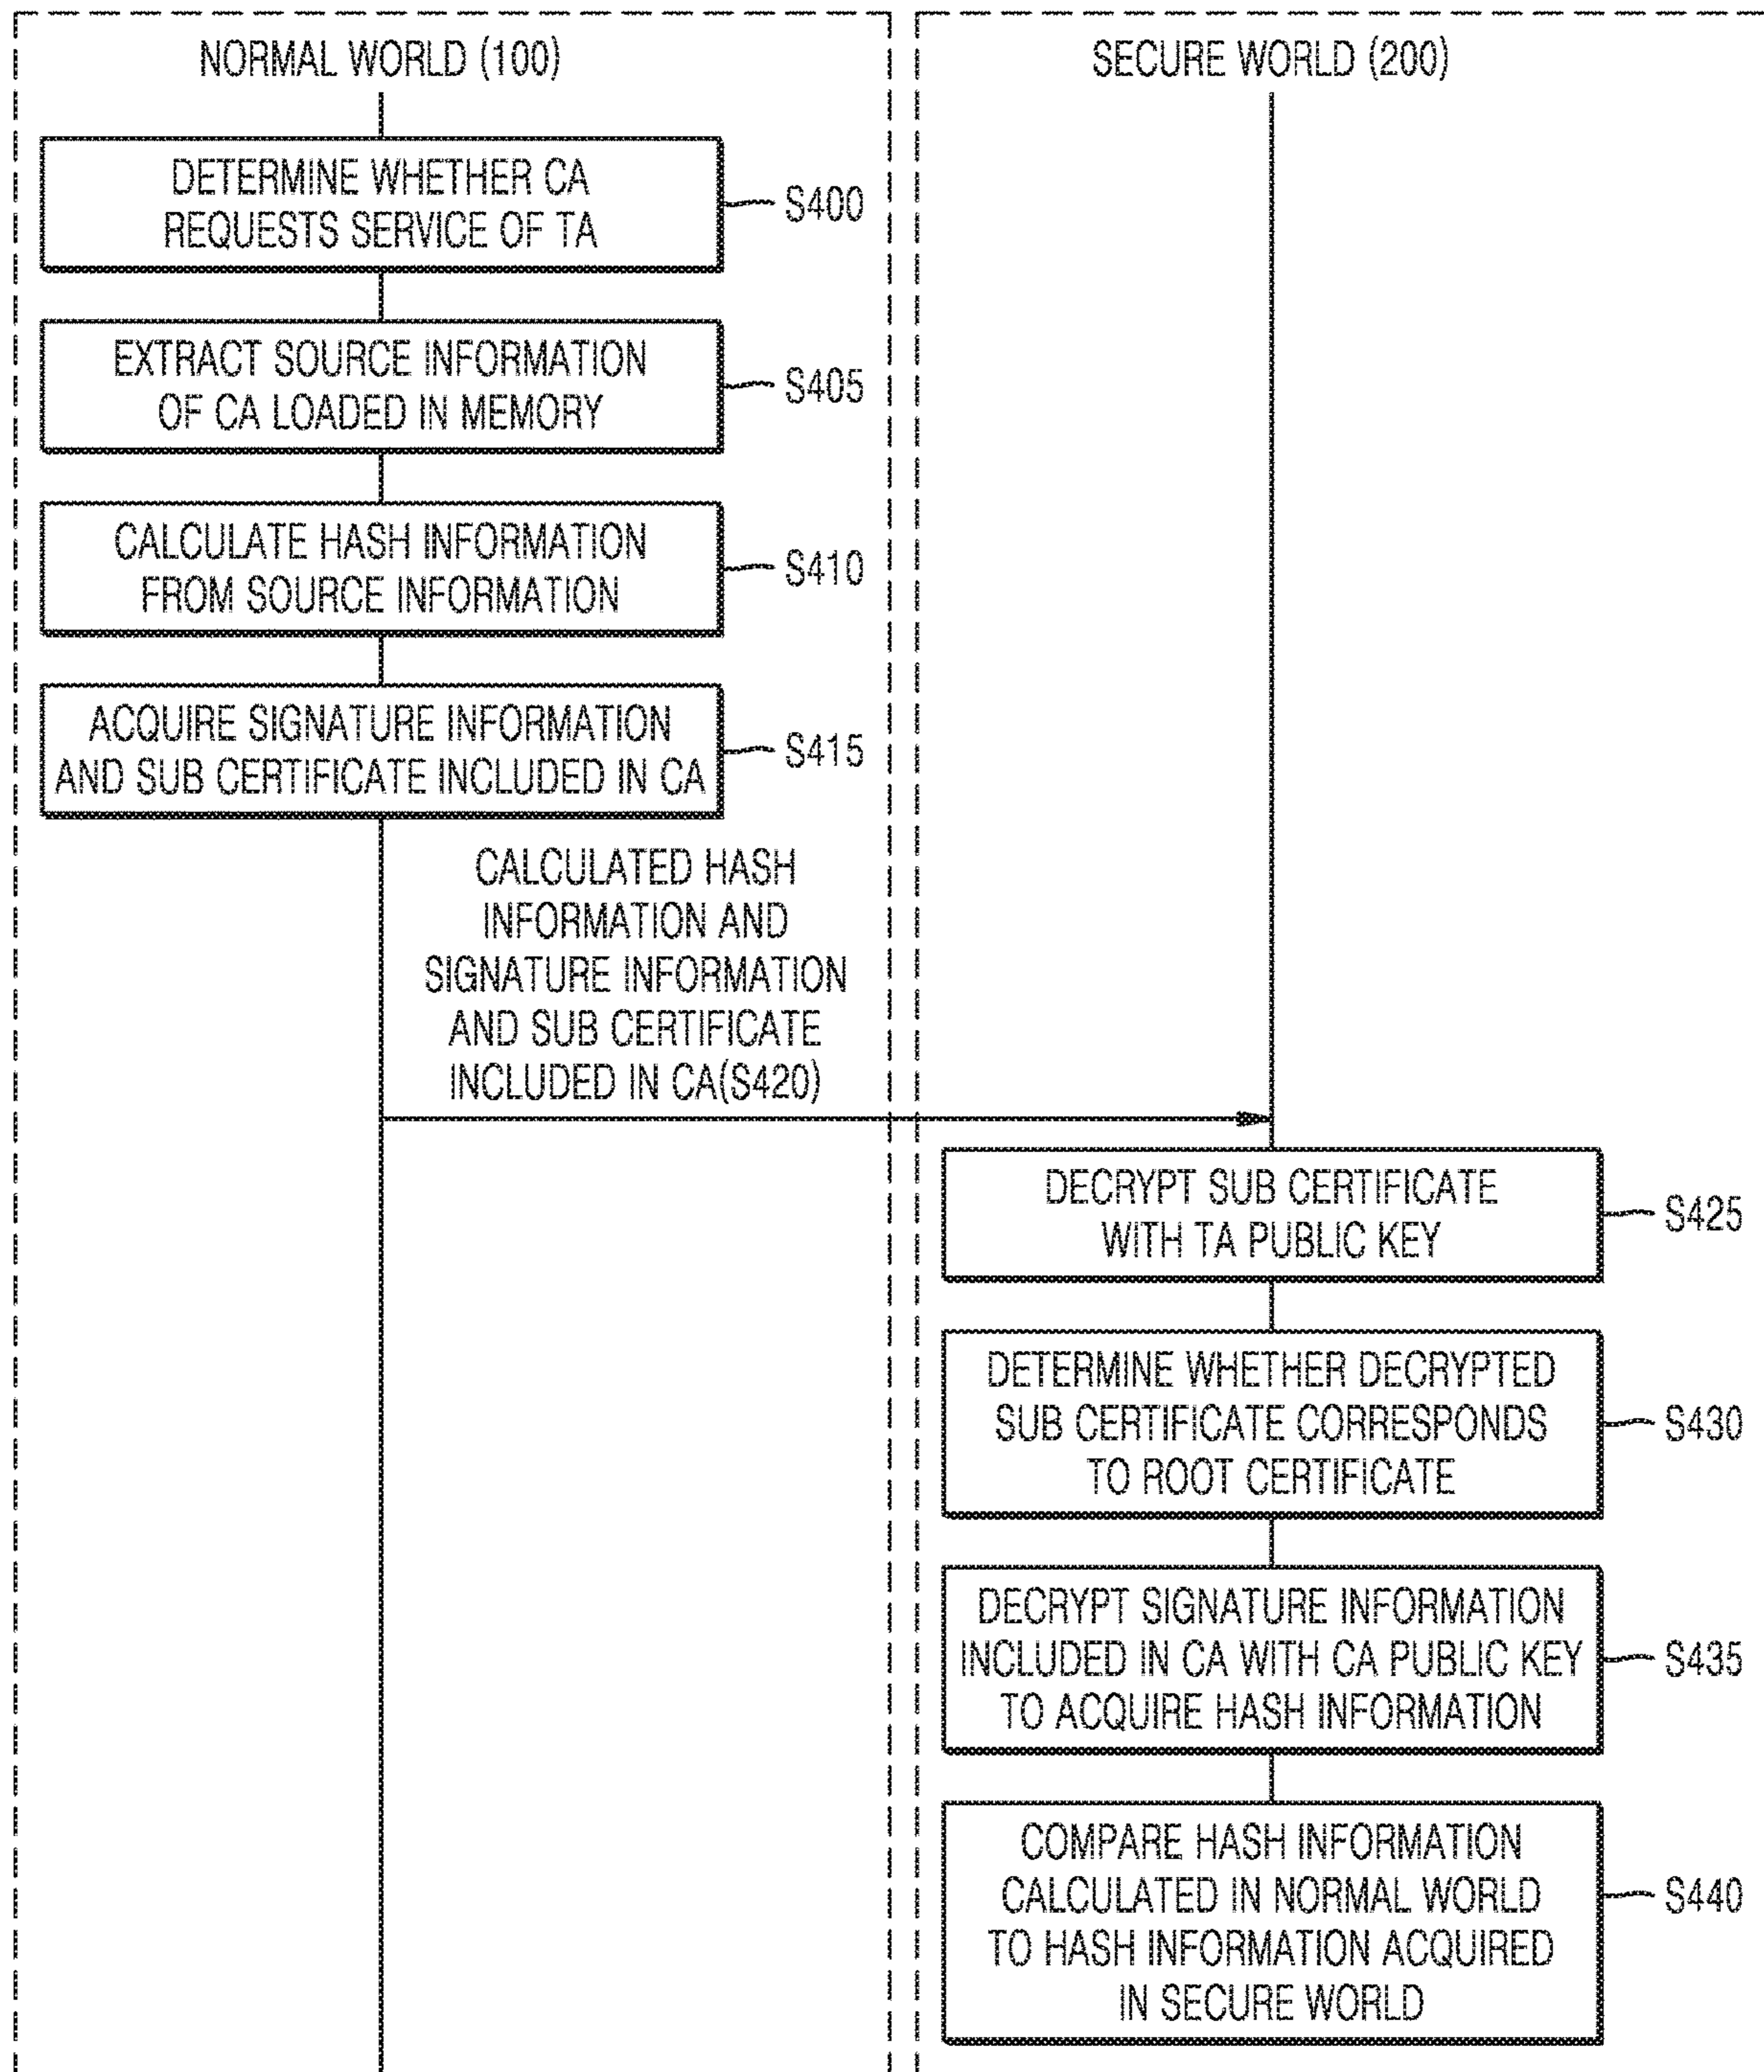 NORMAL WORLD (100)
DETERMINE WHETHER CA
REQUESTS SERVICE OF TA
S400
EXTRACT SOURCE INFORMATION
OF CA LOADED IN MEMORY
S405
CALCULATE HASH INFORMATION
FROM SOURCE INFORMATION
S410
ACQUIRE SIGNATURE INFORMATION
AND SUB CERTIFICATE INCLUDED IN CA
S415
CALCULATED HASH
INFORMATION AND
SIGNATURE INFORMATION
AND SUB CERTIFICATE
INCLUDED IN CA(S420)
SECURE WORLD (200)
DECRYPT SUB CERTIFICATE
WITH TA PUBLIC KEY
S425
DETERMINE WHETHER DECRYPTED
SUB CERTIFICATE CORRESPONDS
TO ROOT CERTIFICATE
S430
DECRYPT SIGNATURE INFORMATION
INCLUDED IN CA WITH CA PUBLIC KEY
TO ACQUIRE HASH INFORMATION
S435
COMPARE HASH INFORMATION
CALCULATED IN NORMAL WORLD
TO HASH INFORMATION ACQUIRED
IN SECURE WORLD
S440